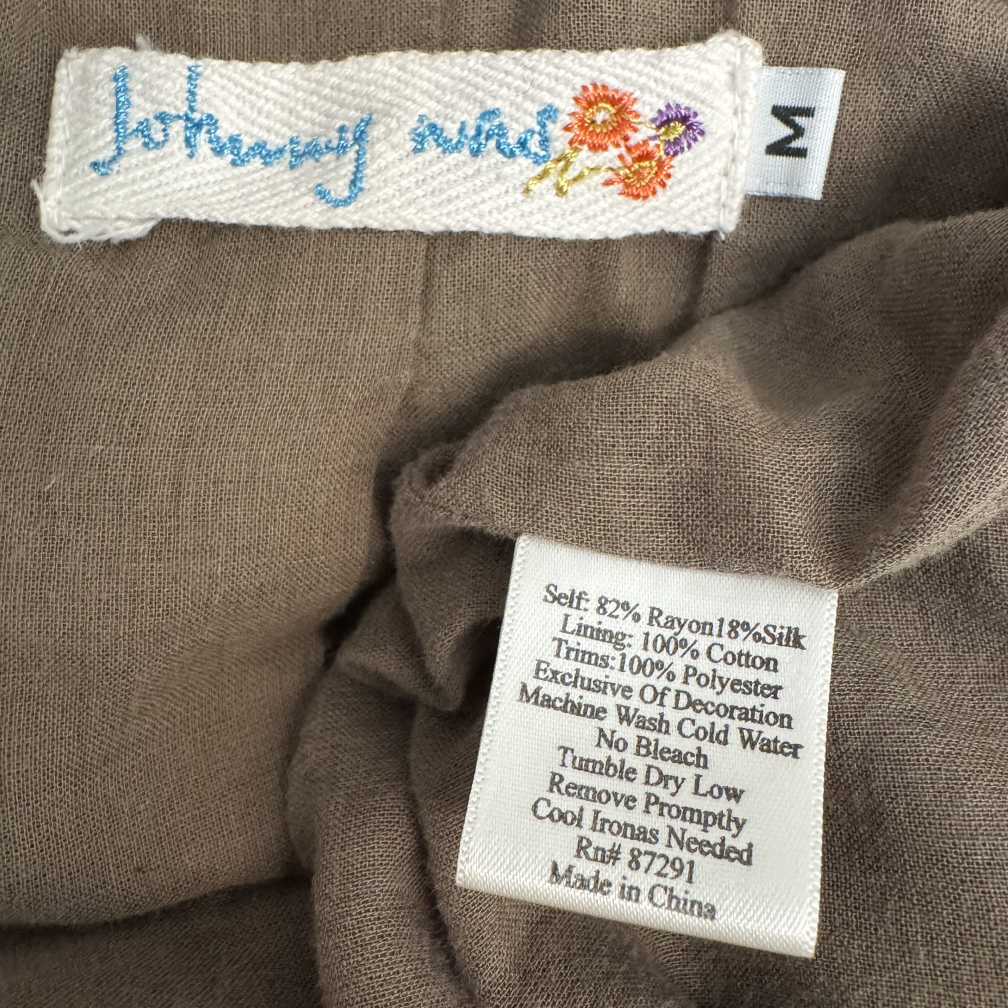 Johnny was
M
Self: 82% Rayon18%Silk
Lining: 100% Cotton
Trims:100% Polyester
Exclusive Of Decoration
Machine Wash Cold Water
No Bleach
Tumble Dry Low
Remove Promptly
Cool Ironas Needed
Rn# 87291
Made in China